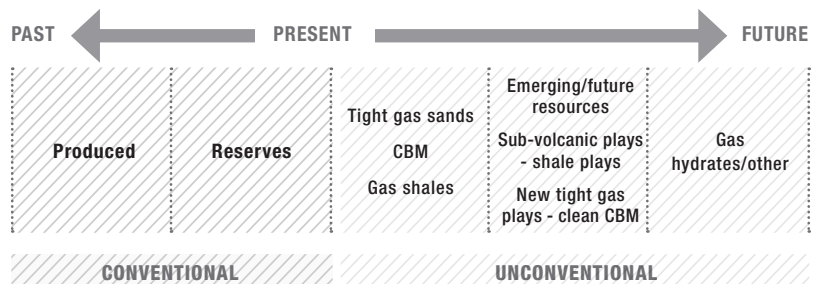 PAST PRESENT FUTURE
Produced
Reserves
Tight gas sands
CBM
Gas shales
Emerging/future
resources
Sub-volcanic plays
- shale plays
New tight gas
plays - clean CBM
Gas
hydrates/other
CONVENTIONAL
UNCONVENTIONAL